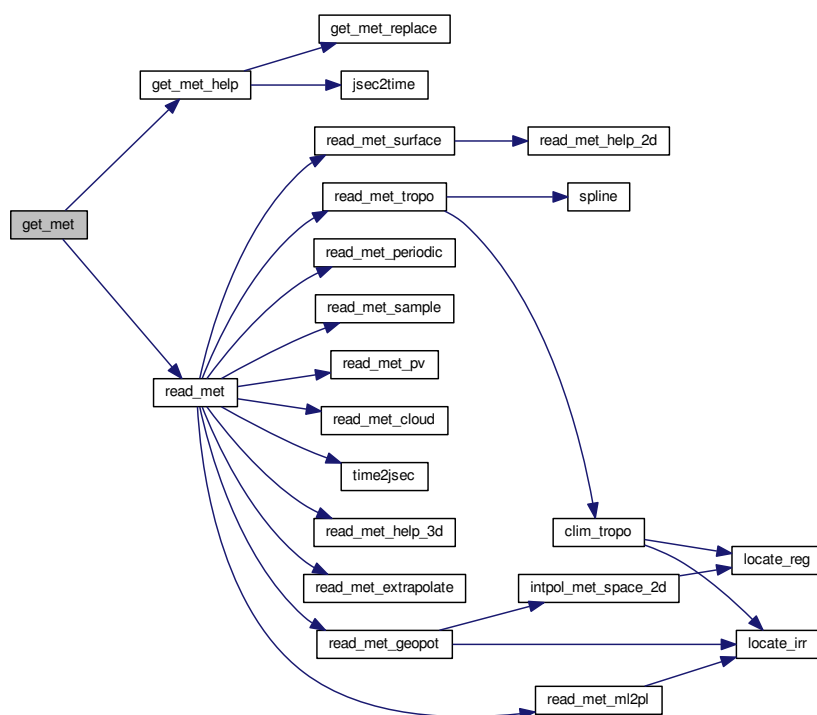 get_met_replace
get_met_help
jsec2time
read_met_surface
read_met_help_2d
read_met_tropo
spline
get_met
read_met_periodic
read_met_sample
read_met_pv
read_met
read_met_cloud
time2jsec
read_met_help_3d
clim_tropo
locate_reg
read_met_extrapolate
intpol_met_space_2d
read_met_geopot
locate_irr
read_met_ml2pl